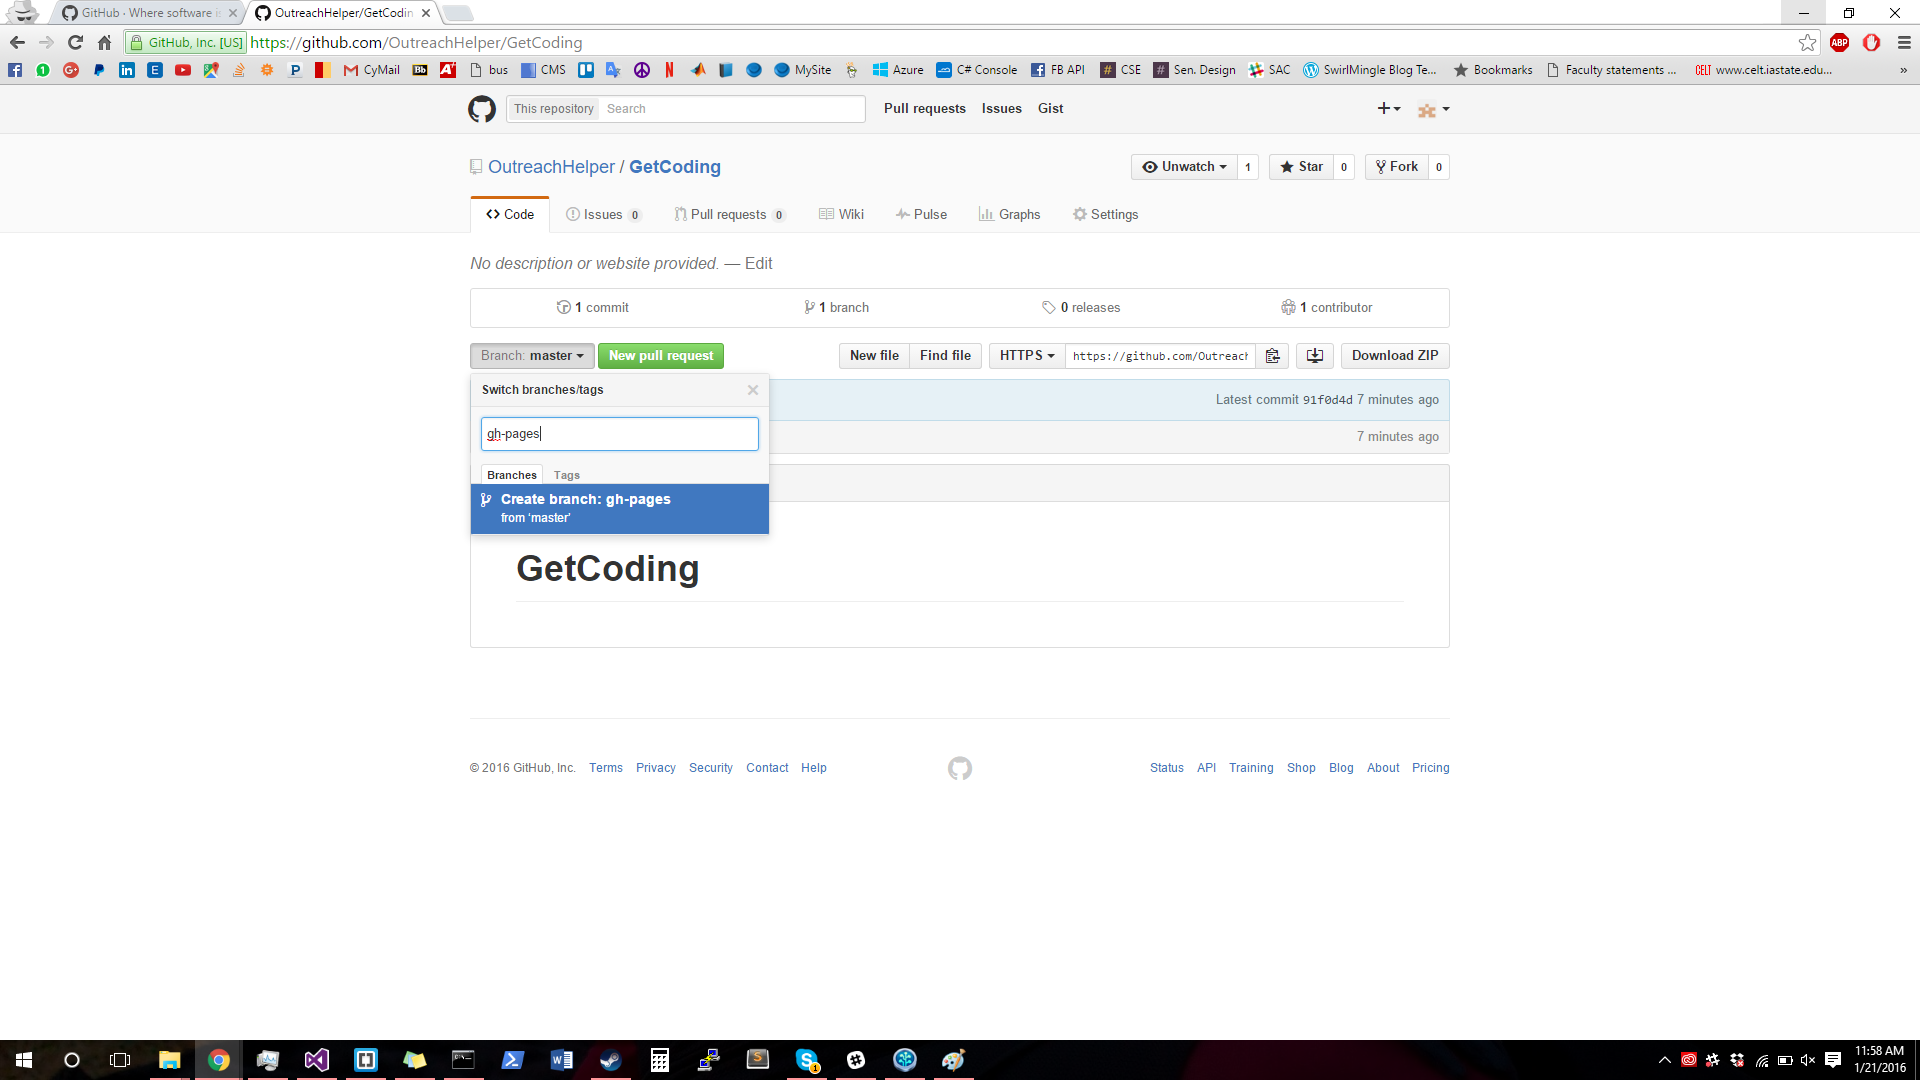 GitHub · Where software i
OutreachHelper/GetCodin
GitHub, Inc. [US] https://github.com/OutreachHelper/GetCoding
ABP
CyMail Bb bus CMS MySite Azure C# Console FB API CSE Sen. Design SAC SwirlMingle Blog Te... Bookmarks Faculty statements ... CELT www.celt.iastate.edu... »
This repository Search Pull requests Issues Gist
OutreachHelper / GetCoding
Unwatch 1 Star 0 Fork 0
Code Issues 0 Pull requests 0 Wiki Pulse Graphs Settings
No description or website provided. — Edit
1 commit 1 branch 0 releases 1 contributor
Branch: master New pull request New file Find file HTTPS https://github.com/Outreach Download ZIP
Switch branches/tags
Latest commit 91f0d4d 7 minutes ago
gh-pages
7 minutes ago
Branches Tags
Create branch: gh-pages
from ‘master’
GetCoding
© 2016 GitHub, Inc. Terms Privacy Security Contact Help Status API Training Shop Blog About Pricing
11:58 AM
1/21/2016